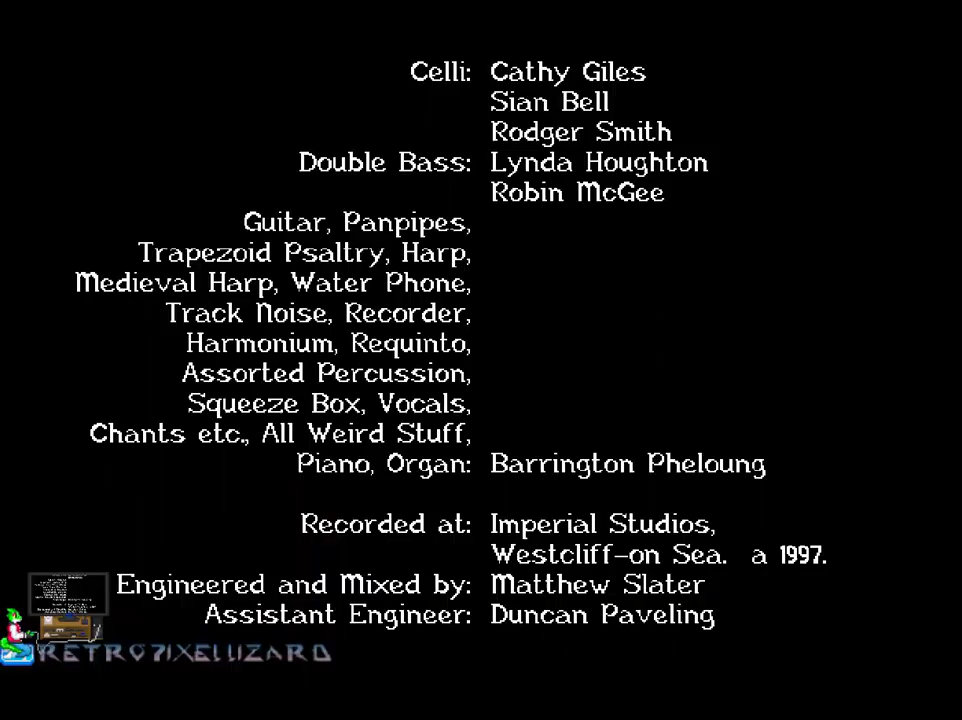 Celli: Cathy Giles
Sian Bell
Rodger Smith
Double Bass: Lynda Houghton
Robin McGee
Guitar, Panpipes,
Trapezoid Psaltry, Harp,
Medieval Harp, Water Phone,
Track Noise, Recorder,
Harmonium, Requinto,
Assorted Percussion,
Squeeze Box, Vocals,
Chants etc., All Weird Stuff,
Piano, Organ: Barrington Pheloung
Recorded at: Imperial Studios,
Westcliff-on Sea. a 1997.
Engineered and Mixed by: Matthew Slater
Assistant Engineer: Duncan Paveling
RETROPIXELLIZARD